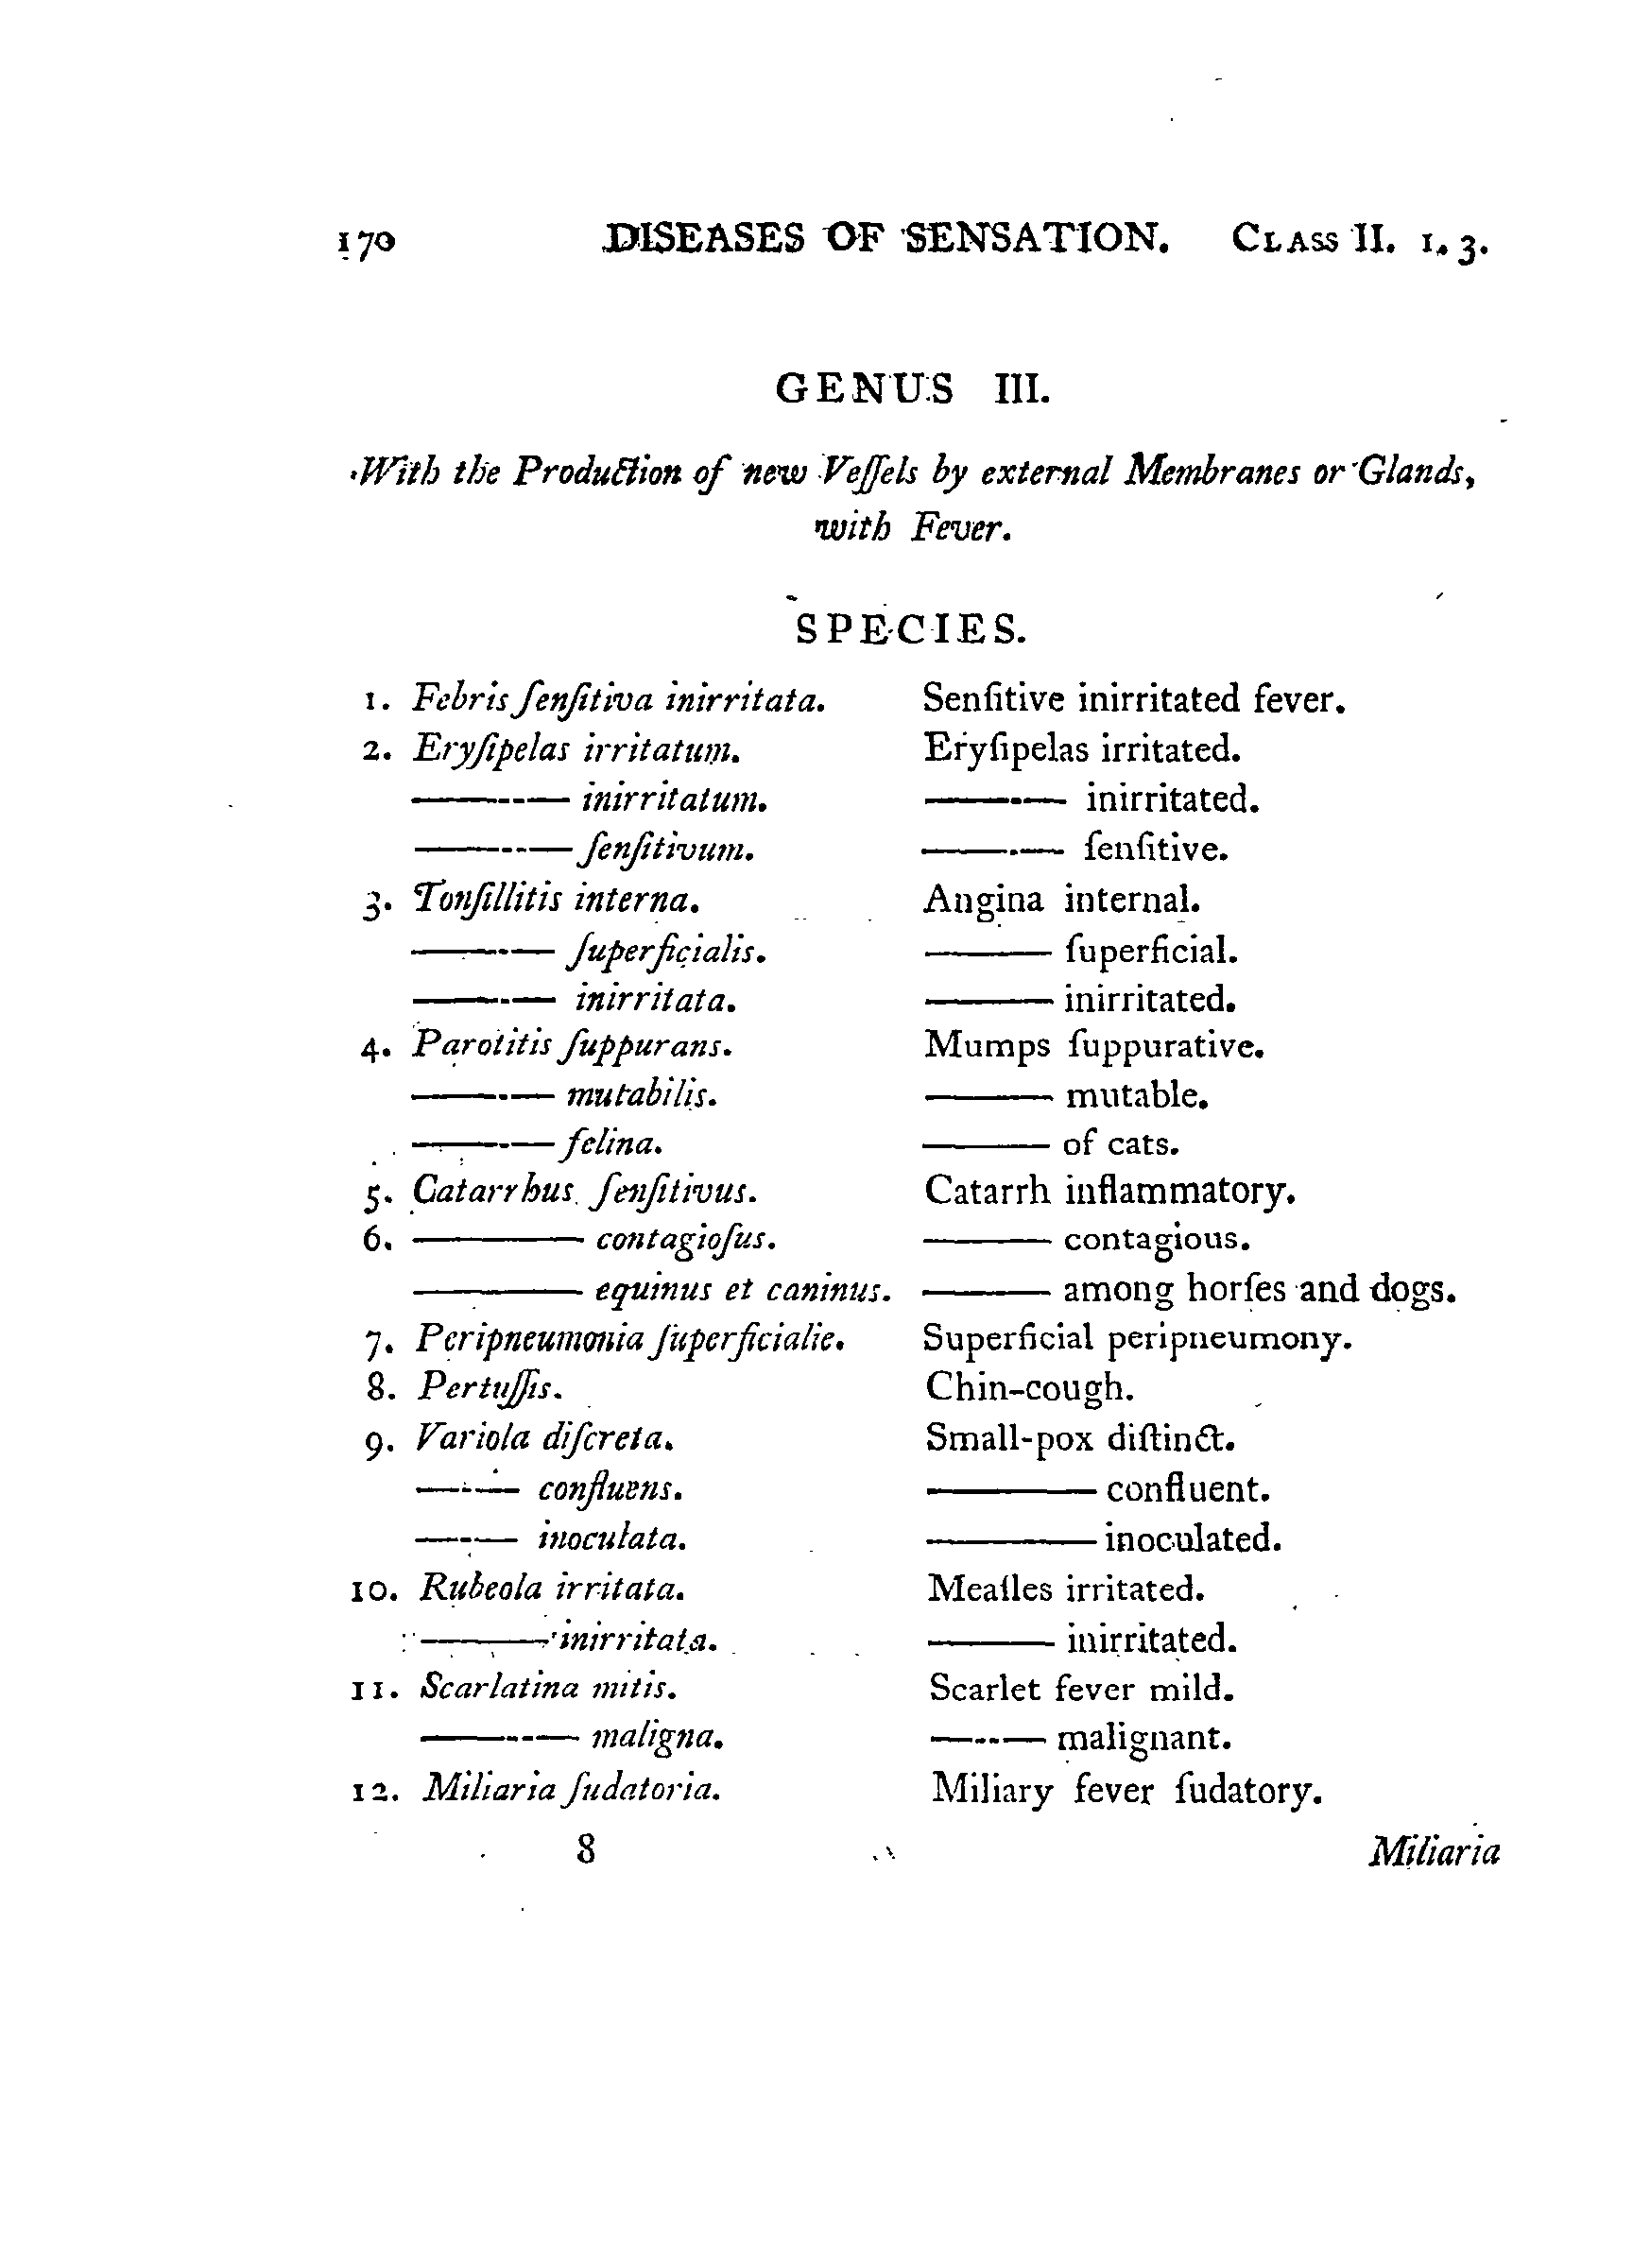 170 DISEASES OF SENSATION. CLASS II. 1. 3.
GENUS III.
With the Production of new Veſſels by external Membranes or Glands,
with Fever.
SPECIES.
1. Febris ſenſitiva inirritata. Senſitive inirritated fever.
2. Eryſipelas irritatum. Eryſipelas irritated.
——— inirritatum. ——— inirritated.
——— ſenſitivum. ——— ſenſitive.
3. Tonſillitis interna. Angina internal.
——— ſuperficialis. ——— ſuperficial.
——— inirritata. ——— inirritated.
4. Parotitis ſuppurans. Mumps ſuppurative.
——— mutabilis. ——— mutable.
——— felina. ——— of cats.
5. Catarrhus ſenſitivus. Catarrh inflammatory.
6. ——— contagioſus. ——— contagious.
——— equinus et caninus. ——— among horſes and dogs.
7. Peripneumonia ſuperficialie. Superficial peripneumony.
8. Pertuſſis. Chin-cough.
9. Variola diſcreta. Small-pox diſtinct.
——— confluens. ——— confluent.
——— inoculata. ——— inoculated.
10. Rubeola irritata. Meaſles irritated.
——— inirritata. ——— inirritated.
11. Scarlatina mitis. Scarlet fever mild.
——— maligna. ——— malignant.
12. Miliaria ſudatoria. Miliary fever ſudatory.
8 Miliaria